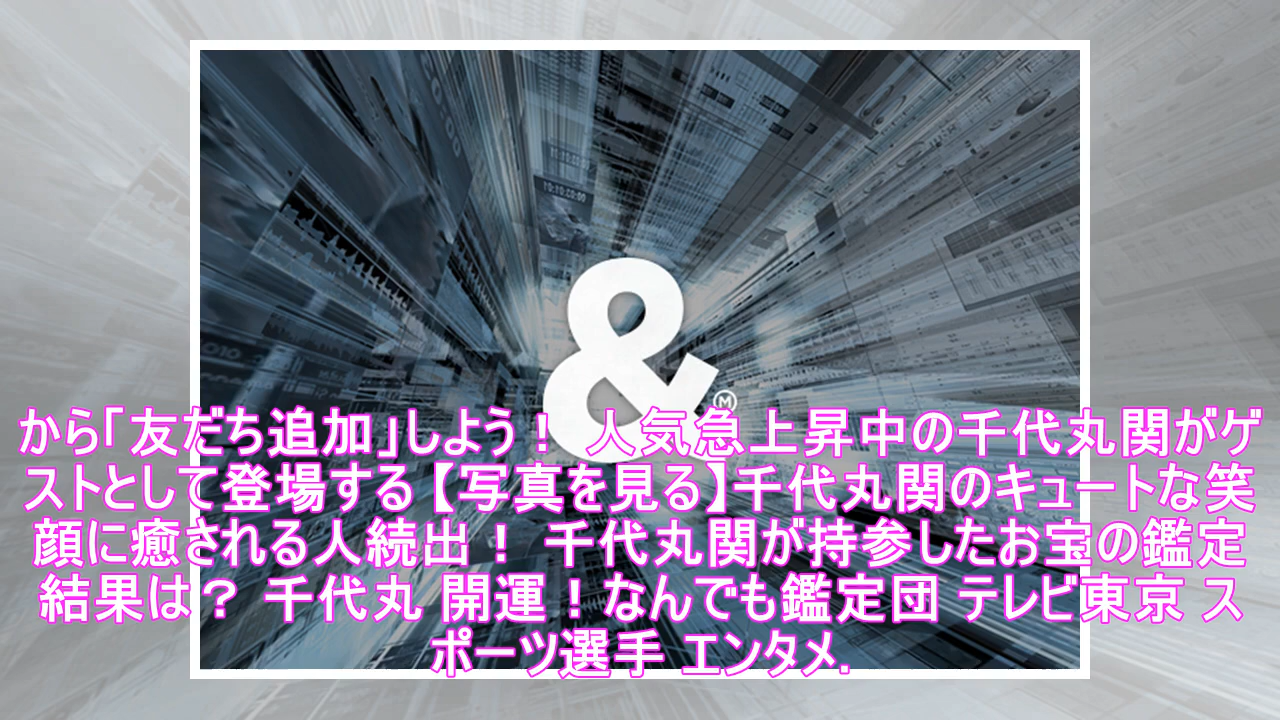 &
Ⓜ
から「友だち追加」しよう！ 人気急上昇中の千代丸関がゲ
ストとして登場する【写真を見る】千代丸関のキュートな笑
顔に癒される人続出！ 千代丸関が持参したお宝の鑑定
結果は？ 千代丸 開運！なんでも鑑定団 テレビ東京 ス
ポーツ選手 エンタメ.